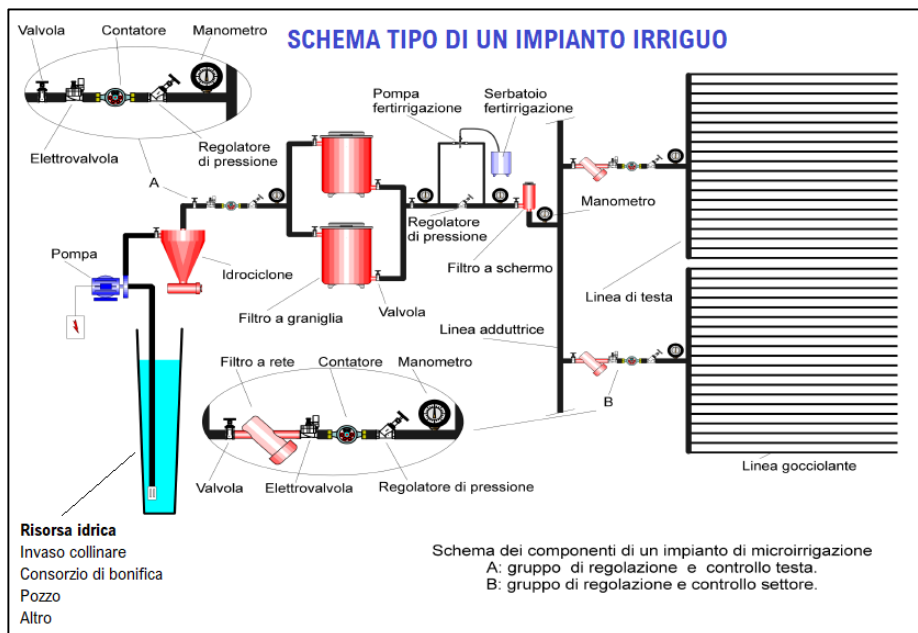 SCHEMA TIPO DI UN IMPIANTO IRRIGUO
Valvola
Contatore
Manometro
Elettrovalvola
Regolatore
di pressione
A
Pompa
fertirrigazione
Serbatoio
fertirrigazione
Regolatore
di pressione
Manometro
Filtro a schermo
Pompa
Idrociclone
Filtro a graniglia
Valvola
Linea adduttrice
Linea di testa
Filtro a rete
Contatore
Manometro
Valvola
Elettrovalvola
Regolatore di pressione
B
Linea gocciolante
Risorsa idrica
Invaso collinare
Consorzio di bonifica
Pozzo
Altro
Schema dei componenti di un impianto di microirrigazione
A: gruppo di regolazione e controllo testa.
B: gruppo di regolazione e controllo settore.